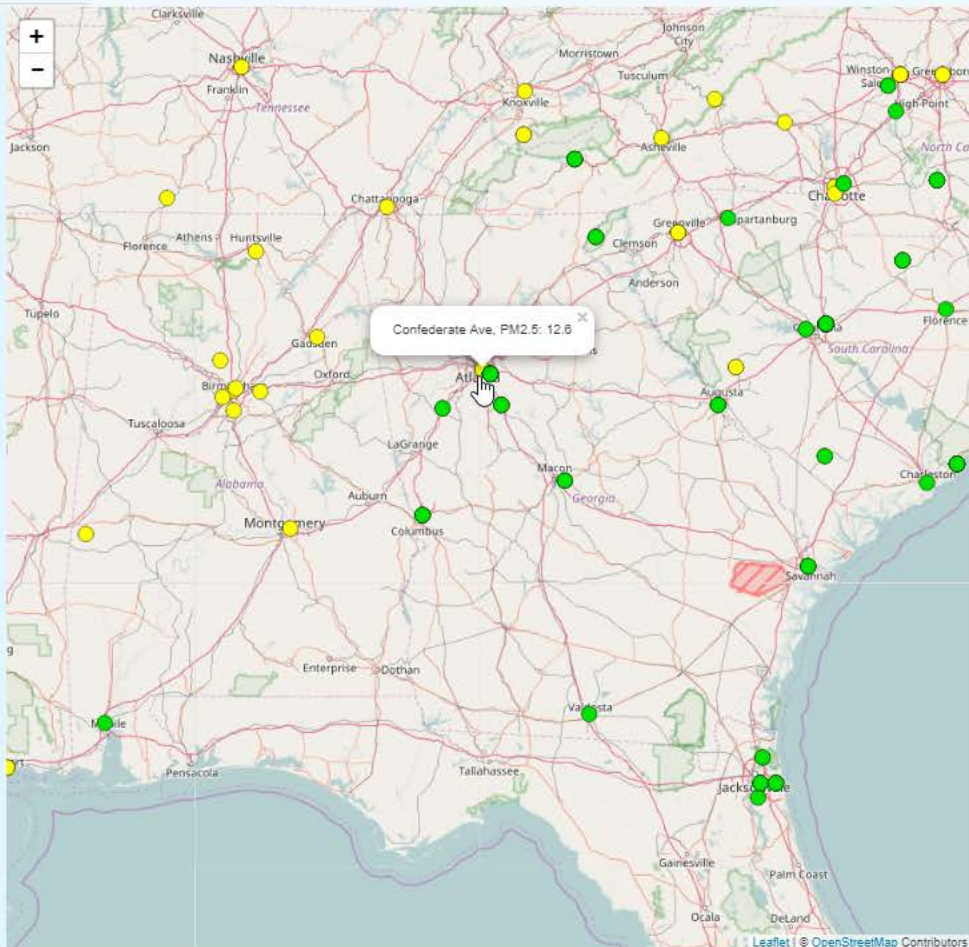 Clarksville
Johnson
City
+
Nashville
Morristown
−
Franklin
Tusculum
Winston
Greensboro
Knoxville
High Point
Tennessee
Jackson
Asheville
North Ca
Chattanooga
Charlotte
Greenville
Spartanburg
Athens
Huntsville
Florence
Clemson
Anderson
Tupelo
Florence
Confederate Ave, PM2.5: 12.6
×
Gadsden
South Carolina
Oxford
Atlanta
Birmingham
Augusta
Tuscaloosa
LaGrange
Macon
Charleston
Alabama
Auburn
Georgia
Montgomery
Columbus
Savannah
Enterprise
Dothan
Valdosta
Mobile
Pensacola
Tallahassee
Jacksonville
Gainesville
Palm Coast
Ocala
DeLand
Leaflet | © OpenStreetMap Contributors